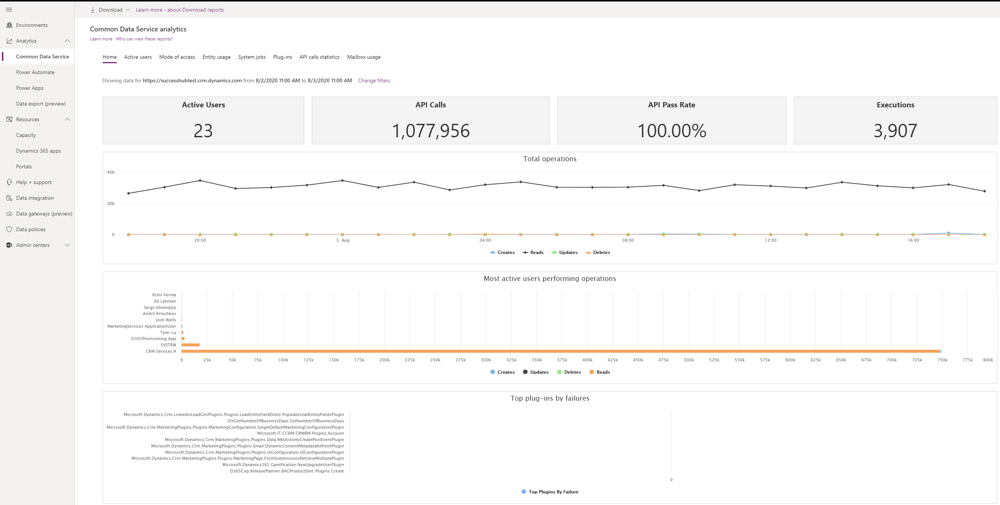 Download
Learn more - about Download reports
Environments
Analytics
Common Data Service
Power Automate
Power Apps
Data export (preview)
Resources
Capacity
Dynamics 365 apps
Portals
Help + support
Data integration
Data gateways (preview)
Data policies
Admin centers
Common Data Service analytics
Learn more · Who can view these reports?
Home Active users Mode of access Entity usage System jobs Plug-ins API calls statistics Mailbox usage
Showing data for https://successhubtest.crm.dynamics.com from 8/2/2020 11:00 AM to 8/3/2020 11:00 AM Change filters
Active Users
23
API Calls
1,077,956
API Pass Rate
100.00%
Executions
3,907
Total operations
40k
20k
0
20:00 3. Aug 04:00 08:00 12:00 16:00
Creates Reads Updates Deletes
Most active users performing operations
Rishi Verma
Ed Lehman
Sergii Kholodylo
Andrii Kriuchkov
Josh Wells
MarketingServices ApplicationUser
Tyler Lu
D365Provisioning App
SYSTEM
CRM Services #
0 25k 50k 75k 100k 125k 150k 175k 200k 225k 250k 275k 300k 325k 350k 375k 400k 425k 450k 475k 500k 525k 550k 575k 600k 625k 650k 675k 700k 725k 750k 775k 800k
Creates Updates Deletes Reads
Top plug-ins by failures
Microsoft.Dynamics.Crm.LinkedInLeadGenPlugins.Plugins.LeadEntityFieldEntity.PopulateLeadEntityFieldsPlugin
ISVGetNumberOfBusinessDays.GetNumberOfBusinessDays
Microsoft.Dynamics.Crm.MarketingPlugins.Plugins.MarketingConfiguration.SingleDefaultMarketingConfigurationPlugin
Microsoft.IT.CCRM.CRMRM.Plugins.Account
Microsoft.Dynamics.Crm.MarketingPlugins.Plugins.Data.MktActivityCreatePostEventPlugin
Microsoft.Dynamics.Crm.MarketingPlugins.Plugins.Email.DynamicContentMetadataRefreshPlugin
Microsoft.Dynamics.Crm.MarketingPlugins.Plugins.UIConfiguration.UIConfigurationPlugin
Microsoft.Dynamics.Crm.MarketingPlugins.Plugins.MarketingPage.FormSubmissionsRetrieveMultiplePlugin
Microsoft.Dynamics365.Gamification.NewUpgradeUserPlugin
D365Cxp.ReleasePlanner.BAGProductSync.Plugins.Create
0
Top Plugins By Failure